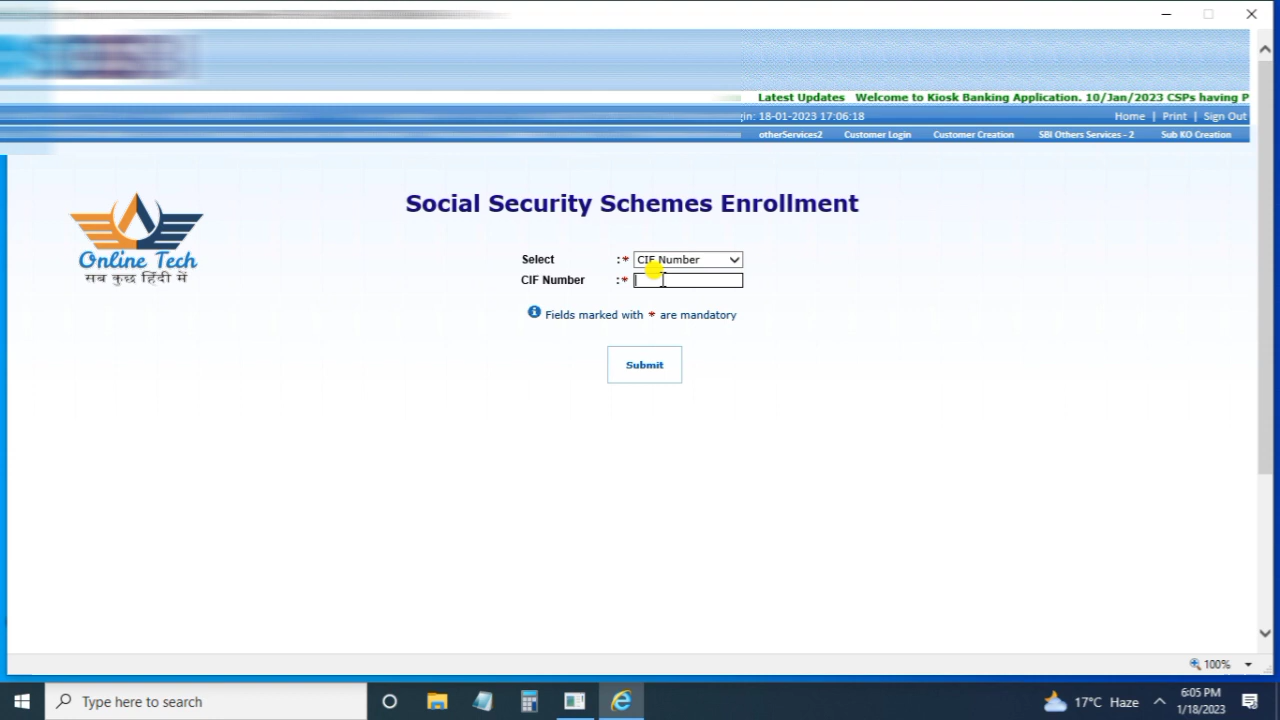 Latest Updates Welcome to Kiosk Banking Application. 10/Jan/2023 CSPs having P
in: 18-01-2023 17:06:18 Home | Print | Sign Out
otherServices2 Customer Login Customer Creation SBI Others Services - 2 Sub KO Creation
Social Security Schemes Enrollment
Online Tech
सब कुछ हिंदी में
Select :* CIF Number
CIF Number :*
Fields marked with * are mandatory
Submit
100%
Type here to search
17°C Haze
6:05 PM
1/18/2023